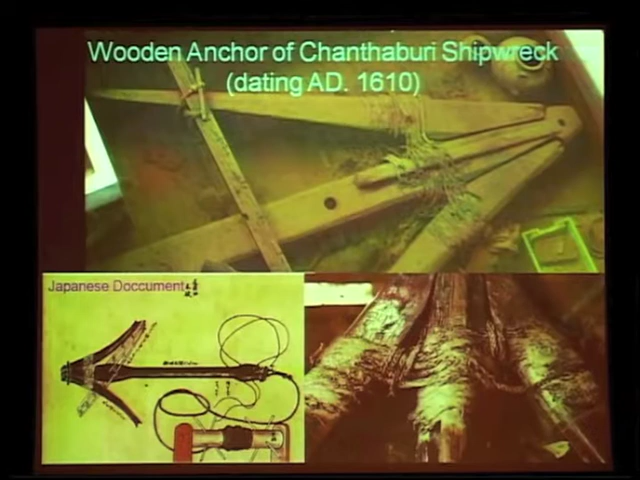 Wooden Anchor of Chanthaburi Shipwreck
(dating AD. 1610)
Japanese Doccument